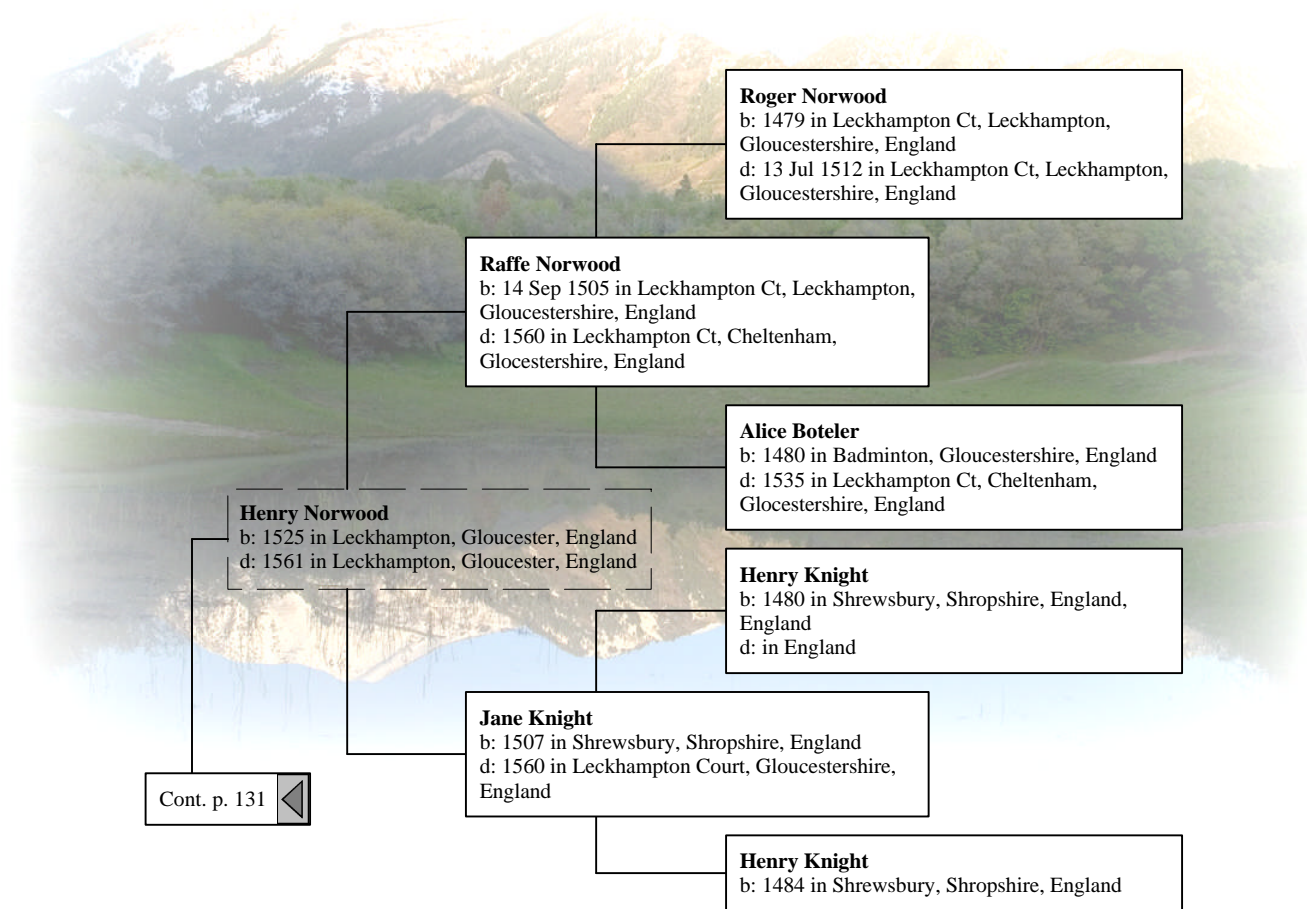 Roger Norwood
b: 1479 in Leckhampton Ct, Leckhampton,
Gloucestershire, England
d: 13 Jul 1512 in Leckhampton Ct, Leckhampton,
Gloucestershire, England
Raffe Norwood
b: 14 Sep 1505 in Leckhampton Ct, Leckhampton,
Gloucestershire, England
d: 1560 in Leckhampton Ct, Cheltenham,
Glocestershire, England
Alice Boteler
b: 1480 in Badminton, Gloucestershire, England
d: 1535 in Leckhampton Ct, Cheltenham,
Glocestershire, England
Henry Norwood
b: 1525 in Leckhampton, Gloucester, England
d: 1561 in Leckhampton, Gloucester, England
Henry Knight
b: 1480 in Shrewsbury, Shropshire, England,
England
d: in England
Jane Knight
b: 1507 in Shrewsbury, Shropshire, England
d: 1560 in Leckhampton Court, Gloucestershire,
England
Cont. p. 131
Henry Knight
b: 1484 in Shrewsbury, Shropshire, England